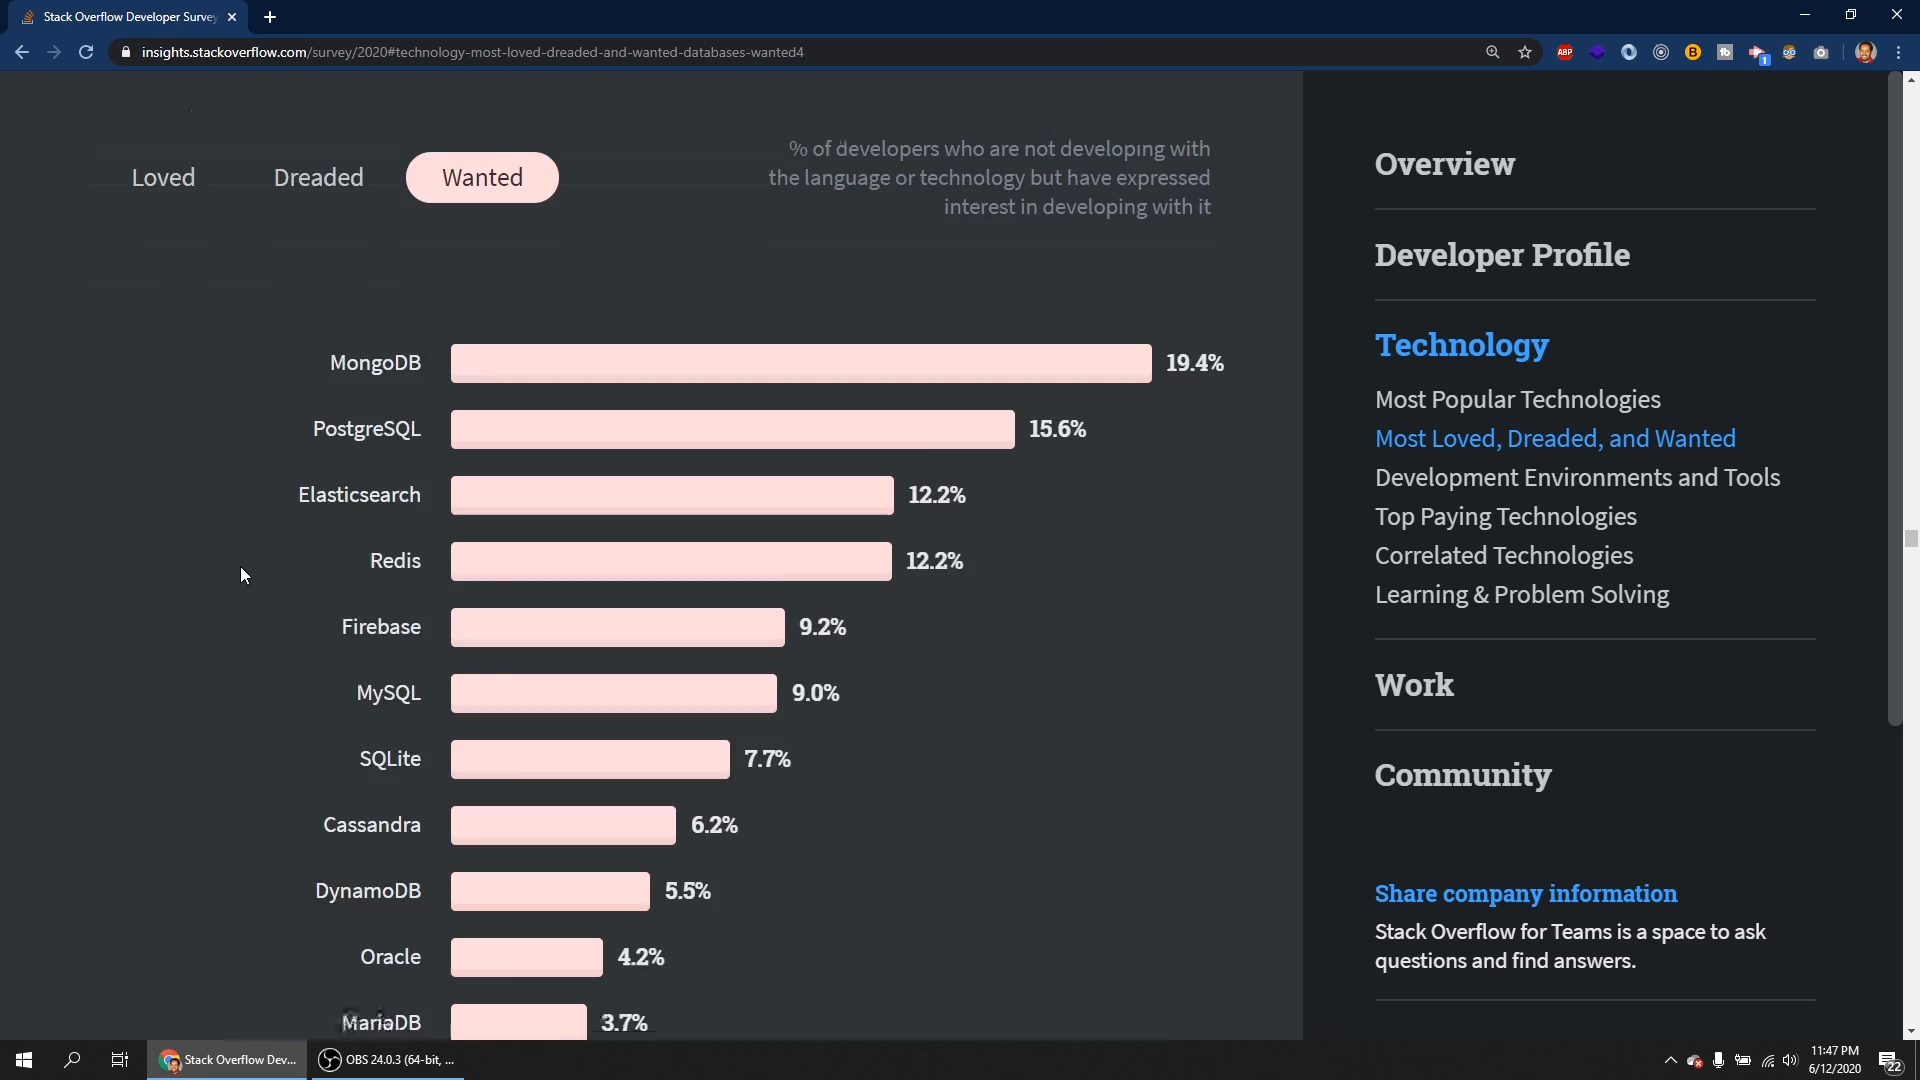 Stack Overflow Developer Survey
insights.stackoverflow.com/survey/2020#technology-most-loved-dreaded-and-wanted-databases-wanted4
ABP
B
tb
1
Loved
Dreaded
Wanted
% of developers who are not developing with
the language or technology but have expressed
interest in developing with it
MongoDB 19.4%
PostgreSQL 15.6%
Elasticsearch 12.2%
Redis 12.2%
Firebase 9.2%
MySQL 9.0%
SQLite 7.7%
Cassandra 6.2%
DynamoDB 5.5%
Oracle 4.2%
MariaDB 3.7%
Overview
Developer Profile
Technology
Most Popular Technologies
Most Loved, Dreaded, and Wanted
Development Environments and Tools
Top Paying Technologies
Correlated Technologies
Learning & Problem Solving
Work
Community
Share company information
Stack Overflow for Teams is a space to ask
questions and find answers.
Stack Overflow Dev...
OBS 24.0.3 (64-bit, ...
11:47 PM
6/12/2020
22